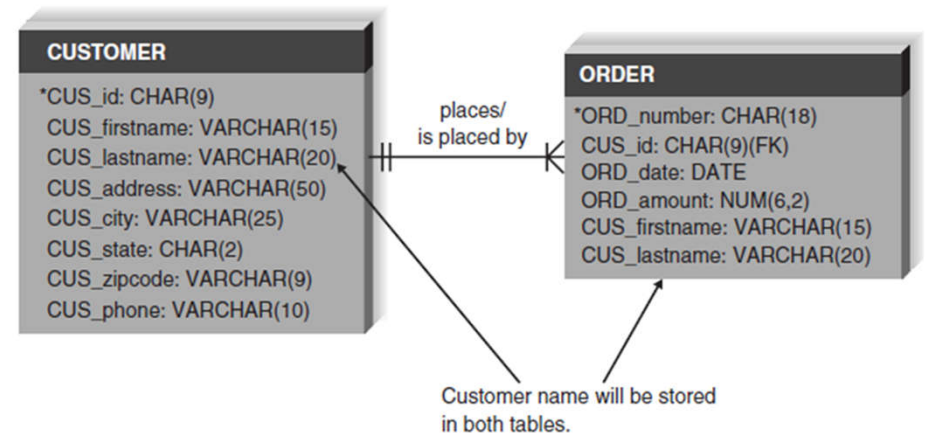 CUSTOMER
*CUS_id: CHAR(9)
CUS_firstname: VARCHAR(15)
CUS_lastname: VARCHAR(20)
CUS_address: VARCHAR(50)
CUS_city: VARCHAR(25)
CUS_state: CHAR(2)
CUS_zipcode: VARCHAR(9)
CUS_phone: VARCHAR(10)
places/
is placed by
ORDER
*ORD_number: CHAR(18)
CUS_id: CHAR(9)(FK)
ORD_date: DATE
ORD_amount: NUM(6,2)
CUS_firstname: VARCHAR(15)
CUS_lastname: VARCHAR(20)
Customer name will be stored
in both tables.